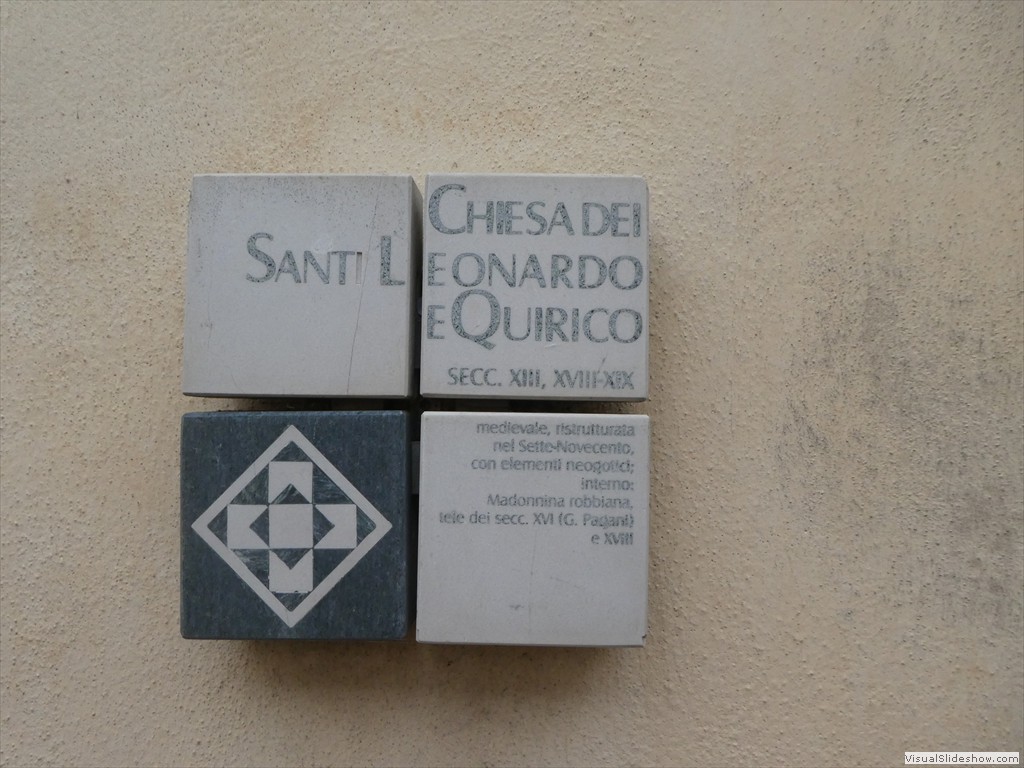 CHIESA DEI
SANTI LEONARDO
E QUIRICO
SECC. XIII, XVIII-XIX
medievale, ristrutturata
nel Sette-Novecento,
con elementi neogotici;
interno:
Madonnina robbiana,
tele dei secc. XVI (G. Pagani)
e XVIII
VisualSlideshow.com